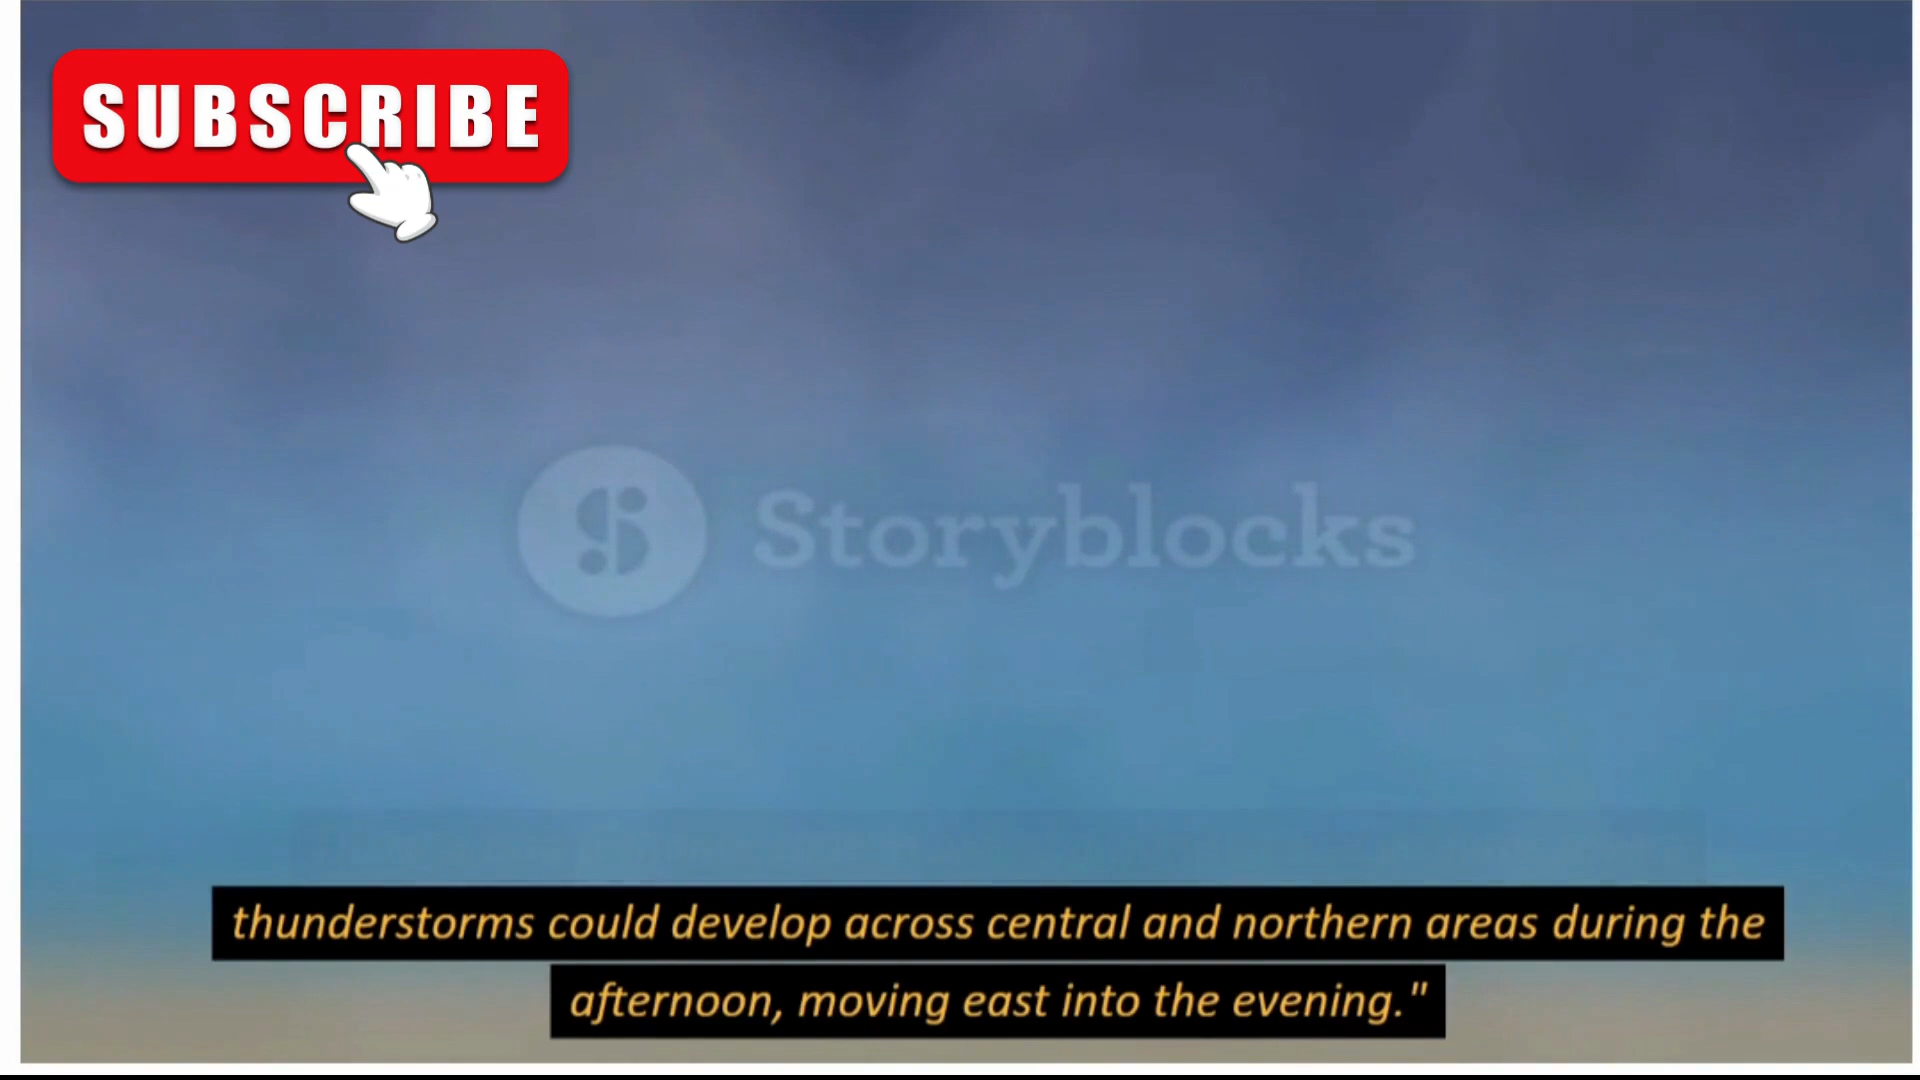 SUBSCRIBE
Storyblocks
thunderstorms could develop across central and northern areas during the
afternoon, moving east into the evening."